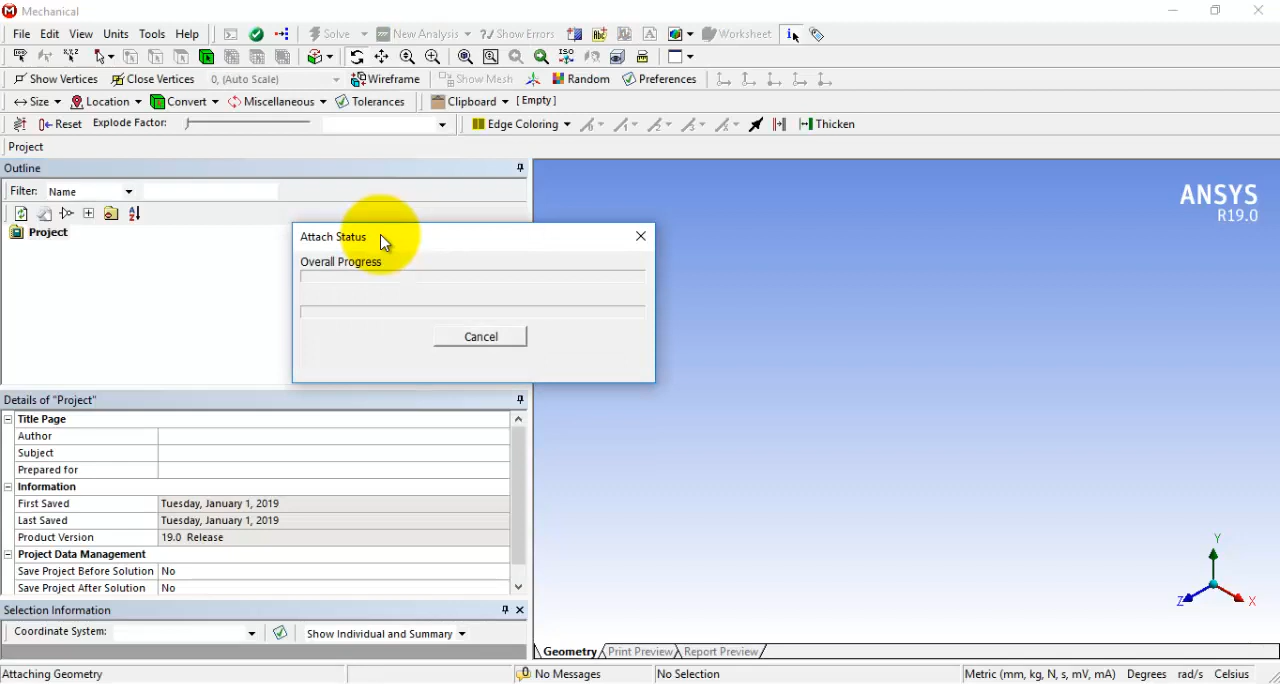 Mechanical
File Edit View Units Tools Help Solve New Analysis Show Errors Worksheet
Show Vertices Close Vertices 0, (Auto Scale) Wireframe Show Mesh Random Preferences
Size Location Convert Miscellaneous Tolerances Clipboard [ Empty ]
Reset Explode Factor: Edge Coloring Thicken
Project
Outline
Filter: Name
Project
ANSYS
R19.0
Attach Status
Overall Progress
Cancel
Details of "Project"
Title Page
Author
Subject
Prepared for
Information
First Saved Tuesday, January 1, 2019
Last Saved Tuesday, January 1, 2019
Product Version 19.0 Release
Project Data Management
Save Project Before Solution No
Save Project After Solution No
Selection Information
Coordinate System: Show Individual and Summary
Y
Z X
Geometry Print Preview Report Preview
Attaching Geometry No Messages No Selection Metric (mm, kg, N, s, mV, mA) Degrees rad/s Celsius